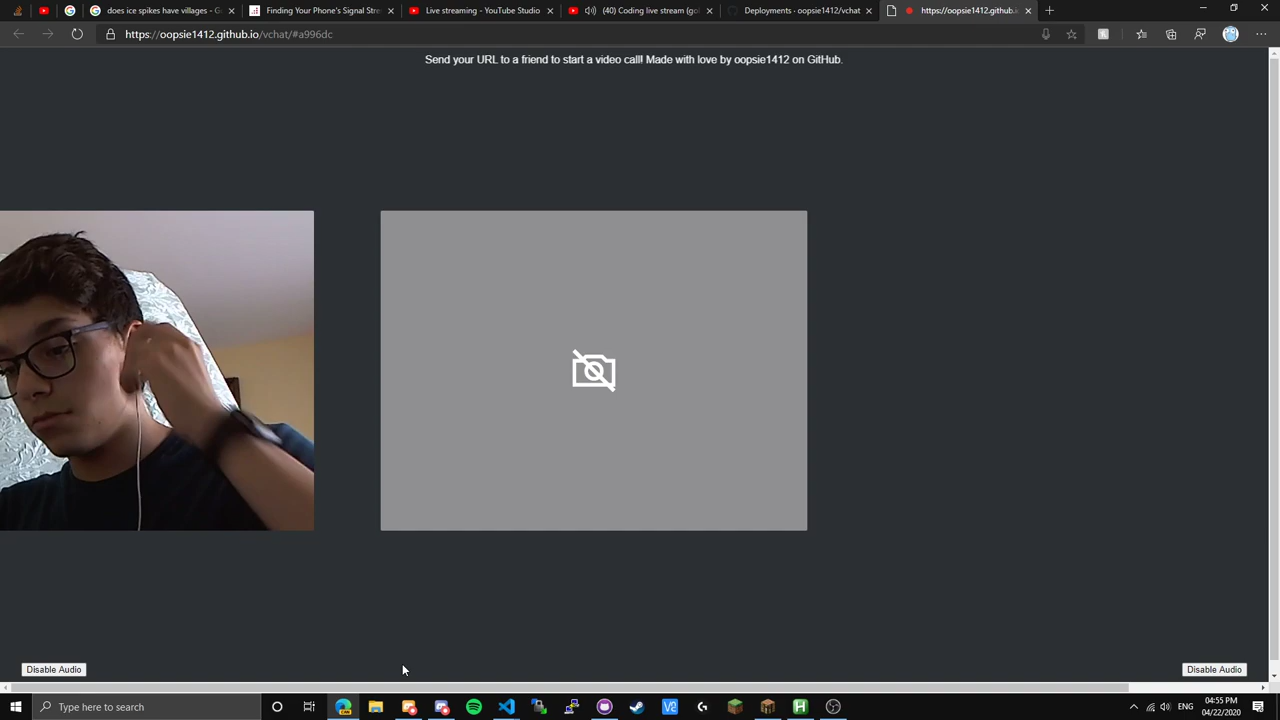 does ice spikes have villages - G
Finding Your Phone's Signal Stre
Live streaming - YouTube Studio
(40) Coding live stream (goi
Deployments · oopsie1412/vchat
https://oopsie1412.github.i
https://oopsie1412.github.io/vchat/#a996dc
Send your URL to a friend to start a video call! Made with love by oopsie1412 on GitHub.
Disable Audio
Disable Audio
Type here to search
CAN
V2
H
ENG
04:55 PM
04/22/2020